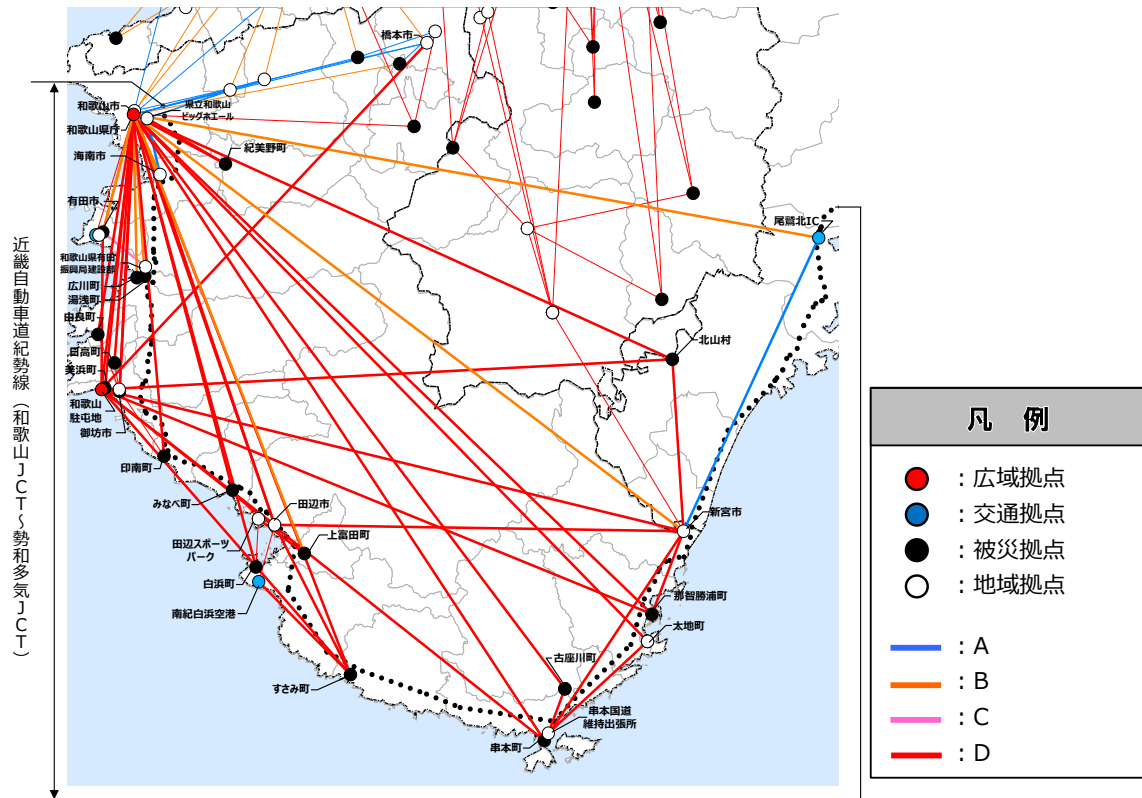 橋本市
和歌山市
県立和歌山
ビッグホエール
和歌山県庁
紀美野町
海南市
有田市
尾鷲北IC
和歌山県有田
振興局建設部
広川町
湯浅町
由良町
日高町
美浜町
北山村
和歌山
駐屯地
御坊市
印南町
みなべ町
田辺市
新宮市
田辺スポーツ
パーク
上富田町
白浜町
南紀白浜空港
那智勝浦町
太地町
古座川町
すさみ町
串本国道
維持出張所
串本町
近畿自動車道紀勢線（和歌山JCT～勢和多気JCT）
凡 例
：広域拠点
：交通拠点
：被災拠点
：地域拠点
：A
：B
：C
：D